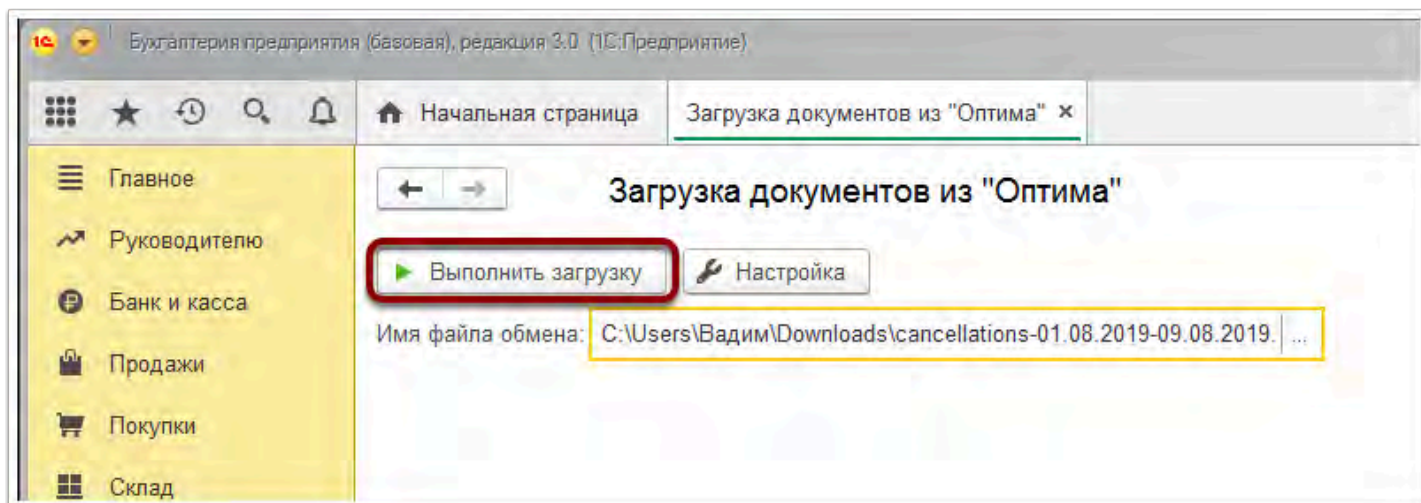 1С Бухгалтерия предприятия (базовая), редакция 3.0 (1С:Предприятие)
Начальная страница Загрузка документов из "Оптима" ×
Главное
Загрузка документов из "Оптима"
Руководителю
Выполнить загрузку Настройка
Банк и касса
Имя файла обмена: C:\Users\Вадим\Downloads\cancellations-01.08.2019-09.08.2019. ...
Продажи
Покупки
Склад